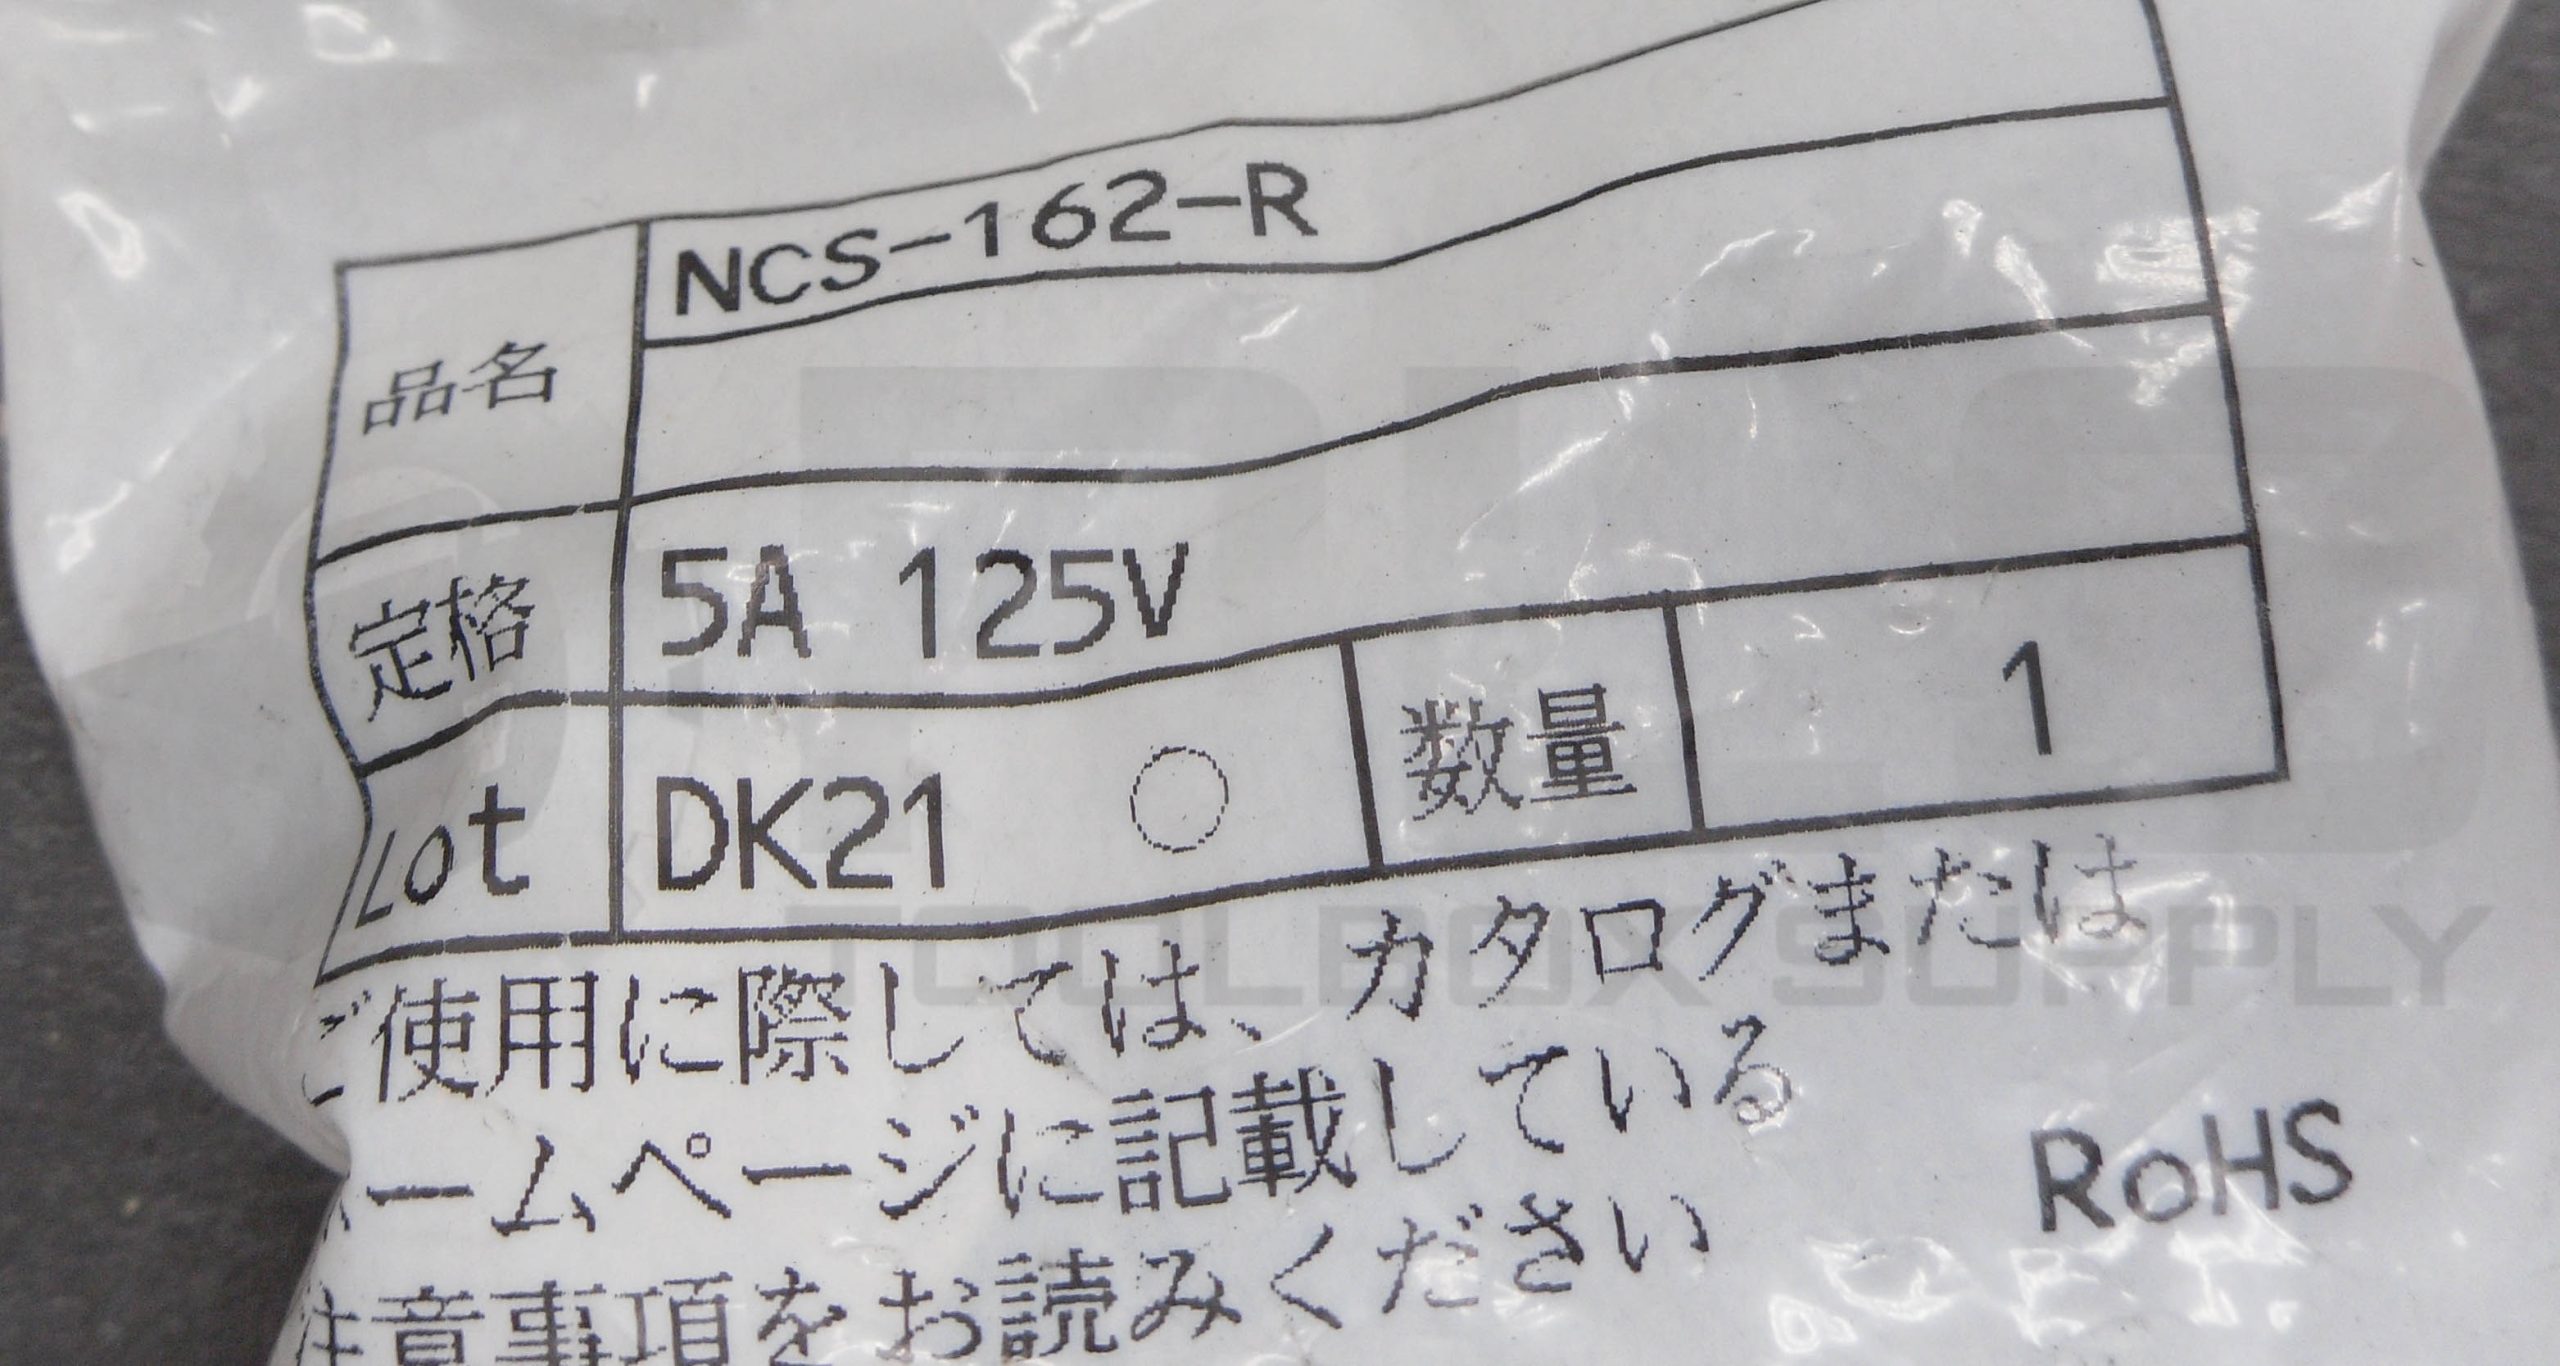 品名 NCS-162-R
定格 5A 125V
Lot DK21 ○ 数量 1
ご使用に際しては、カタログまたは
ホームページに記載している
注意事項をお読みください
RoHS
TOOLBOX SUPPLY